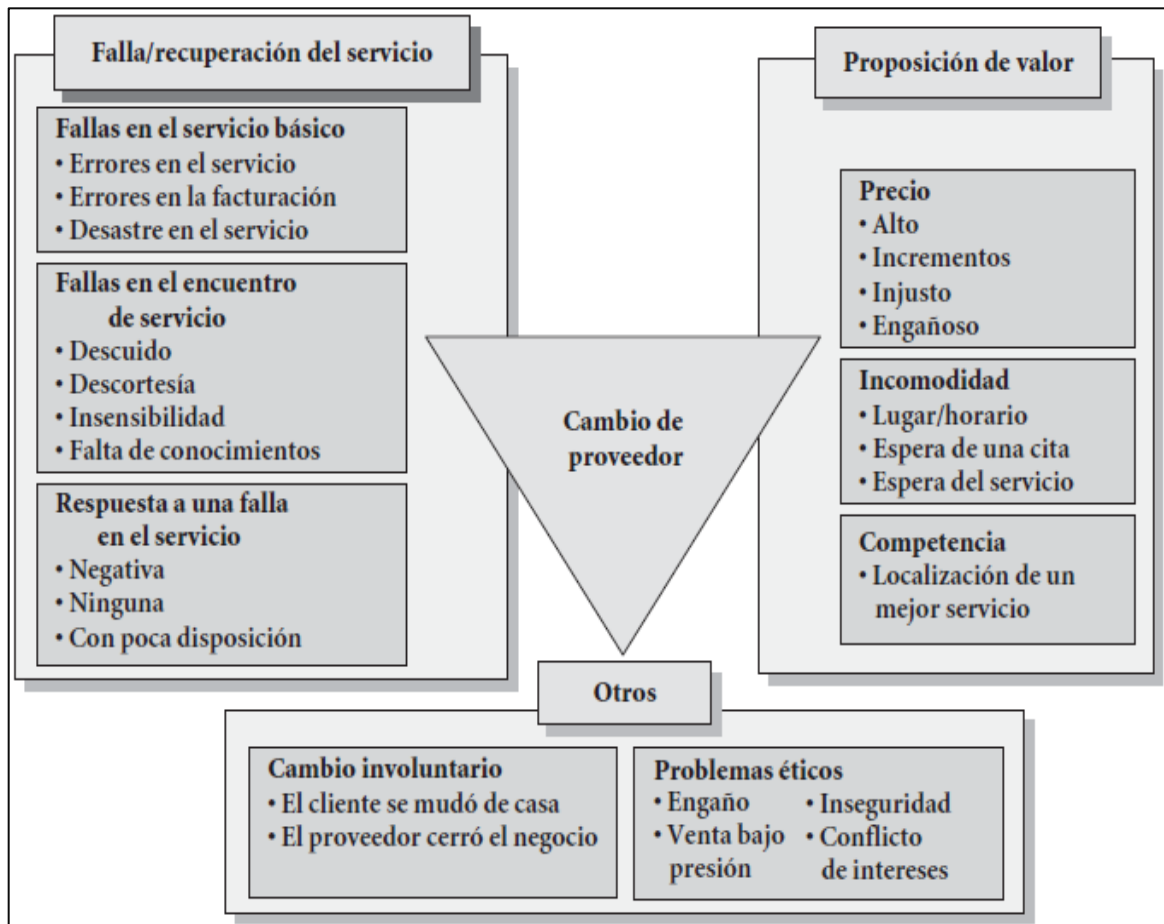 Falla/recuperación del servicio
Fallas en el servicio básico
• Errores en el servicio
• Errores en la facturación
• Desastre en el servicio
Fallas en el encuentro
de servicio
• Descuido
• Descortesía
• Insensibilidad
• Falta de conocimientos
Respuesta a una falla
en el servicio
• Negativa
• Ninguna
• Con poca disposición
Cambio de
proveedor
Proposición de valor
Precio
• Alto
• Incrementos
• Injusto
• Engañoso
Incomodidad
• Lugar/horario
• Espera de una cita
• Espera del servicio
Competencia
• Localización de un
mejor servicio
Otros
Cambio involuntario
• El cliente se mudó de casa
• El proveedor cerró el negocio
Problemas éticos
• Engaño
• Venta bajo
presión
• Inseguridad
• Conflicto
de intereses